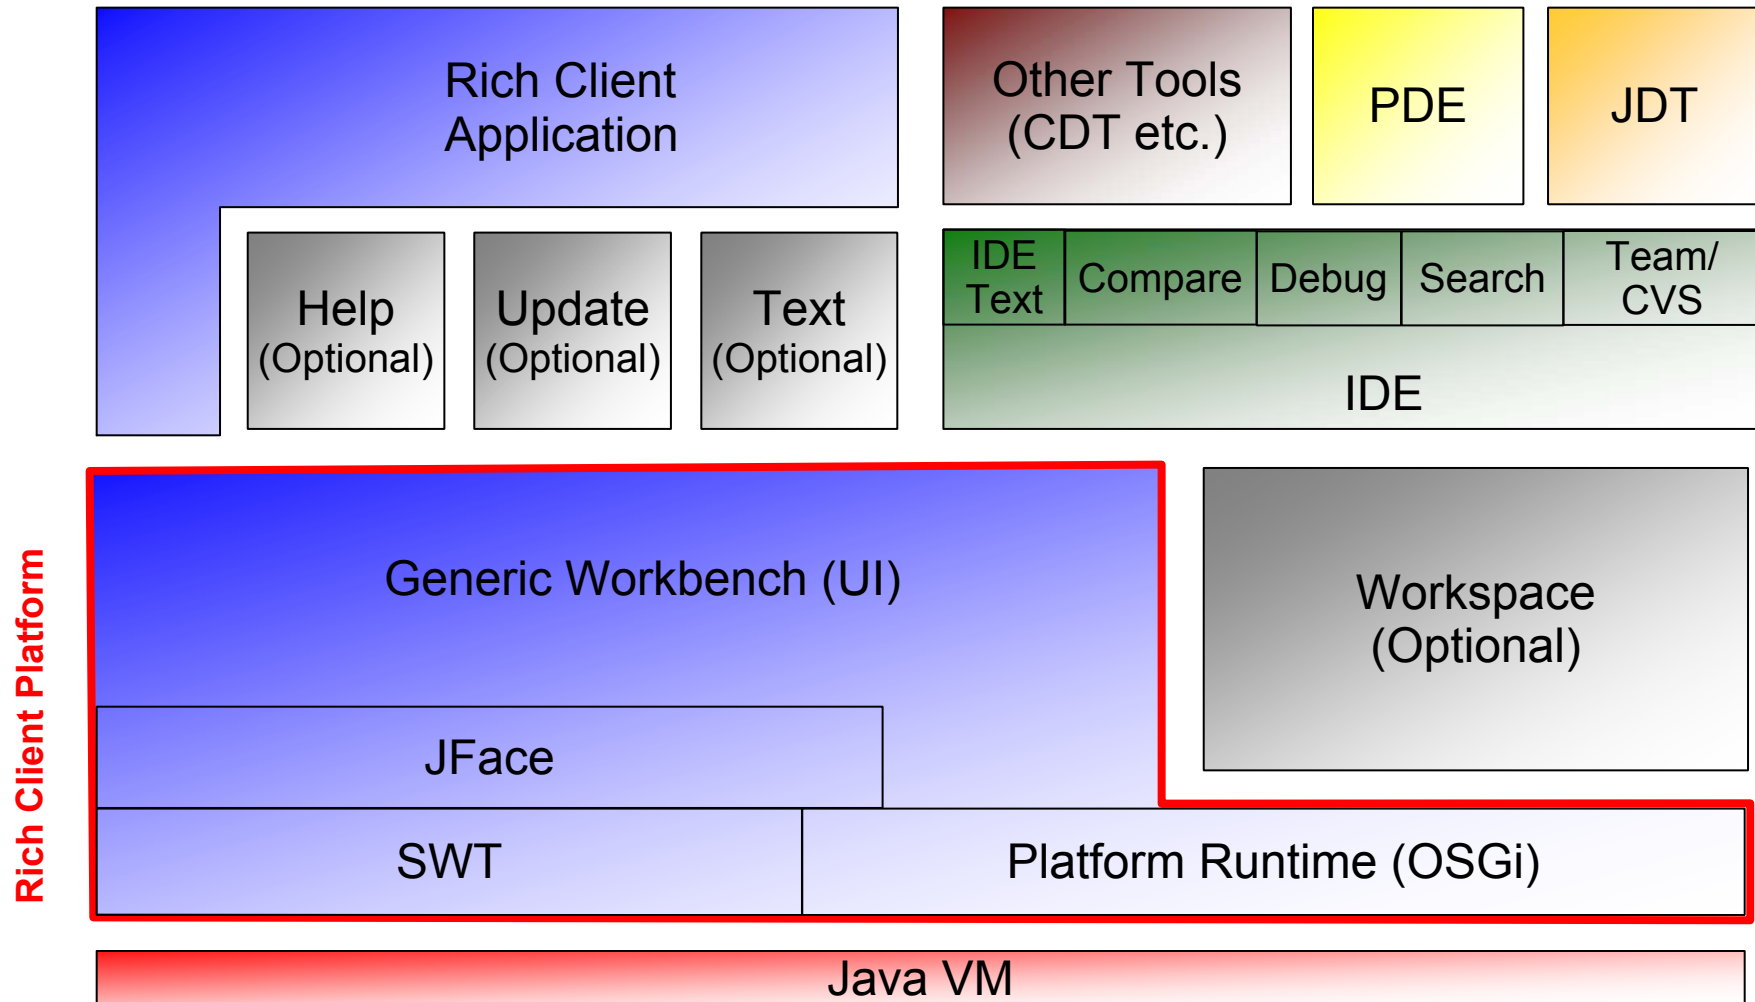 Rich Client
Application
Other Tools
(CDT etc.)
PDE
JDT
Help
(Optional)
Update
(Optional)
Text
(Optional)
IDE
Text
Compare
Debug
Search
Team/
CVS
IDE
Rich Client Platform
Generic Workbench (UI)
Workspace
(Optional)
JFace
SWT
Platform Runtime (OSGi)
Java VM